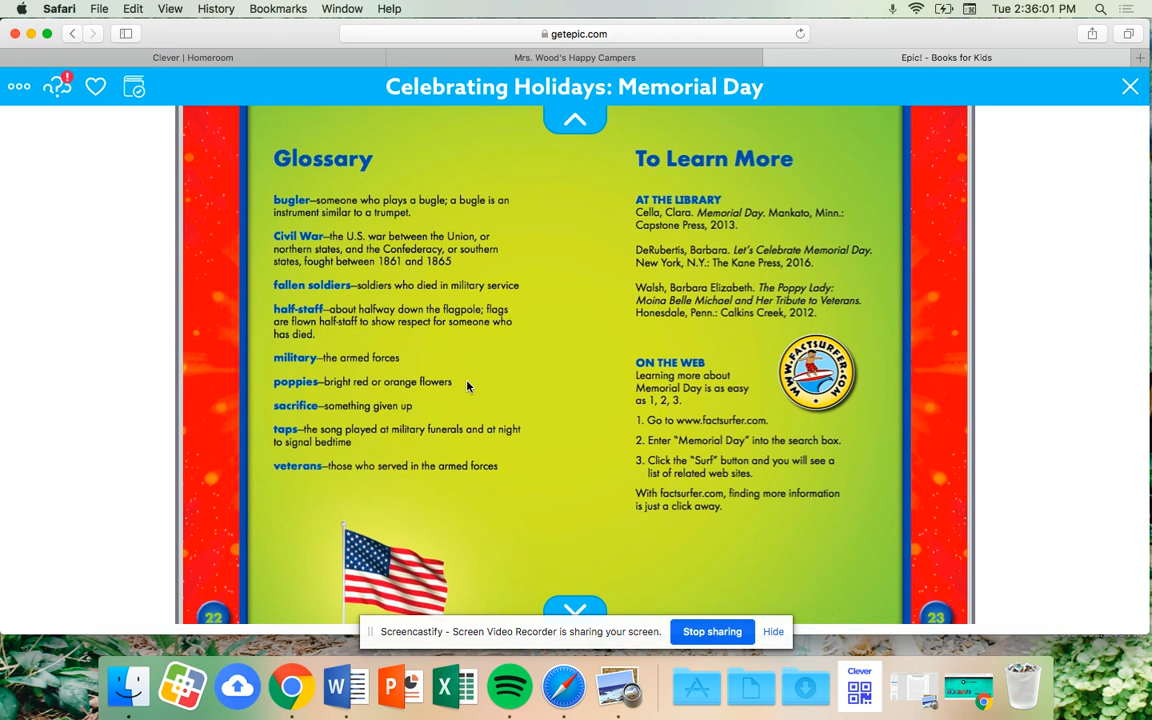 Safari File Edit View History Bookmarks Window Help
Tue 2:36:01 PM
getepic.com
Clever | Homeroom
Mrs. Wood's Happy Campers
Epic! - Books for Kids
Celebrating Holidays: Memorial Day
Glossary
bugler—someone who plays a bugle; a bugle is an
instrument similar to a trumpet.
Civil War—the U.S. war between the Union, or
northern states, and the Confederacy, or southern
states, fought between 1861 and 1865
fallen soldiers—soldiers who died in military service
half-staff—about halfway down the flagpole; flags
are flown half-staff to show respect for someone who
has died.
military—the armed forces
poppies—bright red or orange flowers
sacrifice—something given up
taps—the song played at military funerals and at night
to signal bedtime
veterans—those who served in the armed forces
22
To Learn More
AT THE LIBRARY
Cella, Clara. Memorial Day. Mankato, Minn.:
Capstone Press, 2013.
DeRubertis, Barbara. Let's Celebrate Memorial Day.
New York, N.Y.: The Kane Press, 2016.
Walsh, Barbara Elizabeth. The Poppy Lady:
Moina Belle Michael and Her Tribute to Veterans.
Honesdale, Penn.: Calkins Creek, 2012.
ON THE WEB
Learning more about
Memorial Day is as easy
as 1, 2, 3.
WWW.FACTSURFER.COM
1. Go to www.factsurfer.com.
2. Enter "Memorial Day" into the search box.
3. Click the "Surf" button and you will see a
list of related web sites.
With factsurfer.com, finding more information
is just a click away.
23
Screencastify - Screen Video Recorder is sharing your screen.
Stop sharing
Hide
Clever